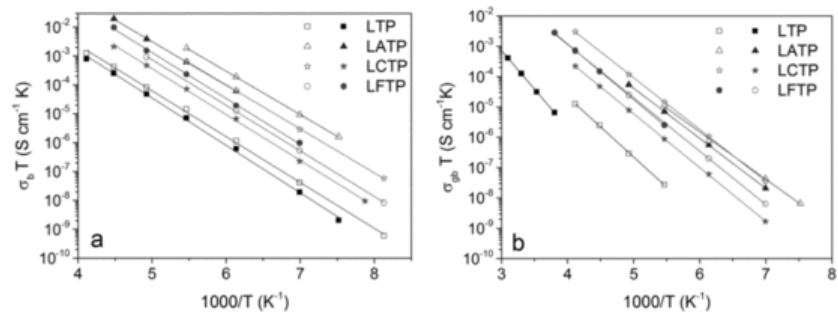 10⁻²
10⁻³
10⁻⁴
10⁻⁵
10⁻⁶
10⁻⁷
10⁻⁸
10⁻⁹
10⁻¹⁰
σb T (S cm⁻¹ K)
LTP
LATP
LCTP
LFTP
a
4 5 6 7 8
1000/T (K⁻¹)
10⁻²
10⁻³
10⁻⁴
10⁻⁵
10⁻⁶
10⁻⁷
10⁻⁸
10⁻⁹
10⁻¹⁰
σgb T (S cm⁻¹ K)
LTP
LATP
LCTP
LFTP
b
3 4 5 6 7 8
1000/T (K⁻¹)